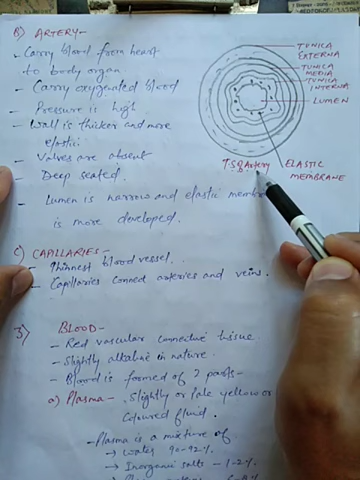 B) ARTERY-
- Carry blood from heart
to body organ
- Carry oxygenated blood
- Pressure is high
- Wall is thicker and more
elastic.
- Valves are absent
- Deep seated.
- Lumen is narrow and elastic
is more developed.
TUNICA
EXTERNA
TUNICA
MEDIA
TUNICA
INTERNA
LUMEN
ELASTIC
MEMBRANE
T.S of Artery
C) CAPILLARIES-
- Thinnest blood vessel.
- Capillaries connect arteries and veins.
3) BLOOD-
- Red vascular connective tissue.
- Slightly alkaline in nature.
- Blood is formed of 2 parts-
a) Plasma- Slightly or Pale yellow or
coloured fluid.
- Plasma is a mixture of
→ Water 90-92%
→ Inorganic salts - 1-2%